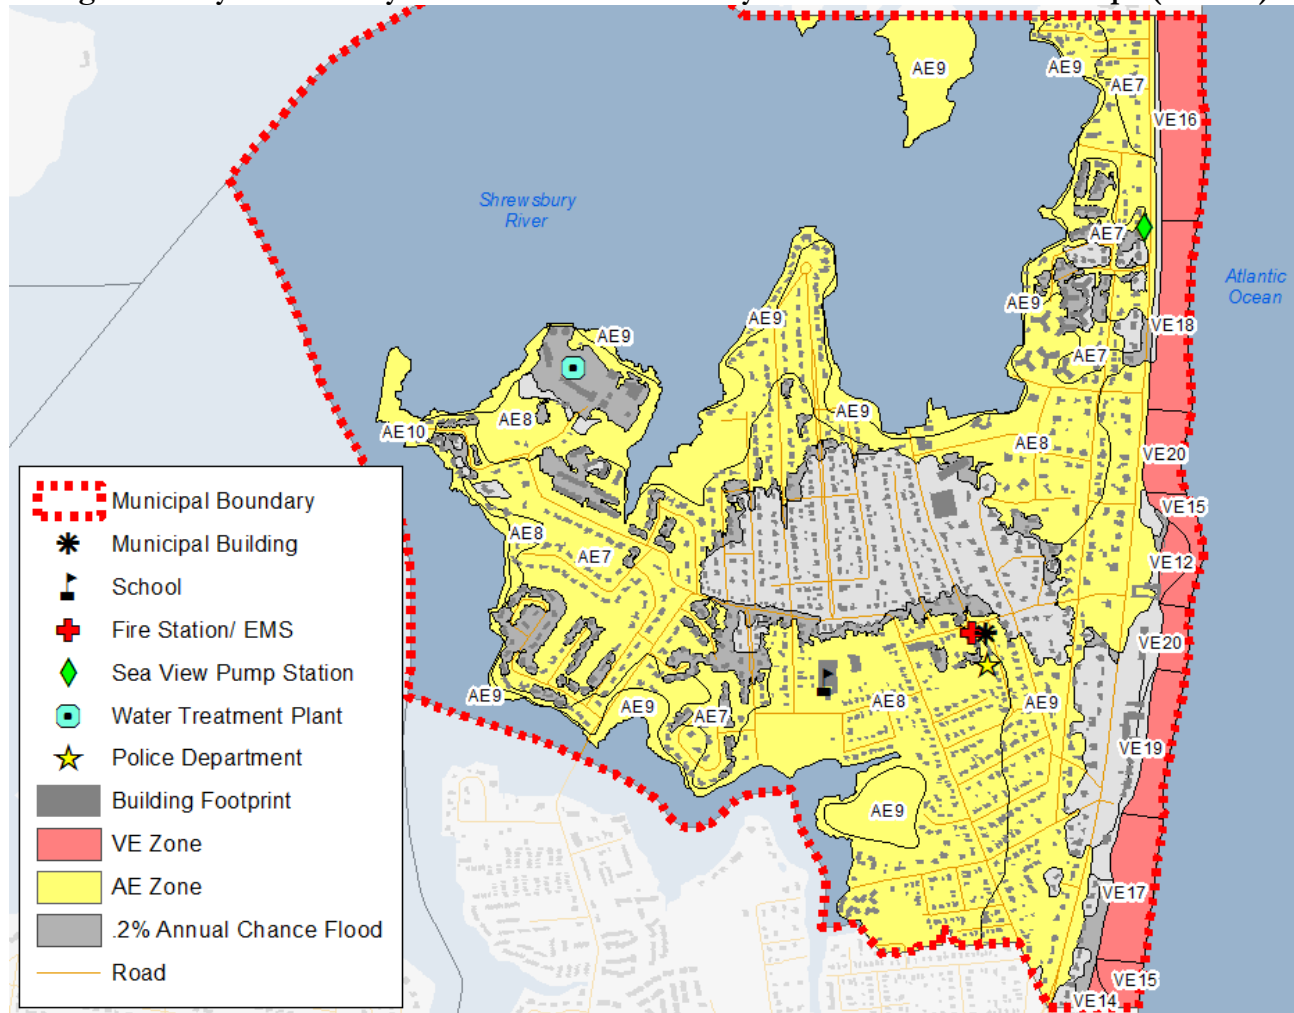 AE9
AE9
AE7
VE16
Shrewsbury
River
AE7
Atlantic
Ocean
AE9
AE9
VE18
AE9
AE7
AE9
AE8
AE10
AE8
VE20
VE15
AE8
AE7
VE12
VE20
AE9
AE9
AE7
AE8
AE9
VE19
AE9
VE17
VE15
VE14
Municipal Boundary
Municipal Building
School
Fire Station/ EMS
Sea View Pump Station
Water Treatment Plant
Police Department
Building Footprint
VE Zone
AE Zone
.2% Annual Chance Flood
Road